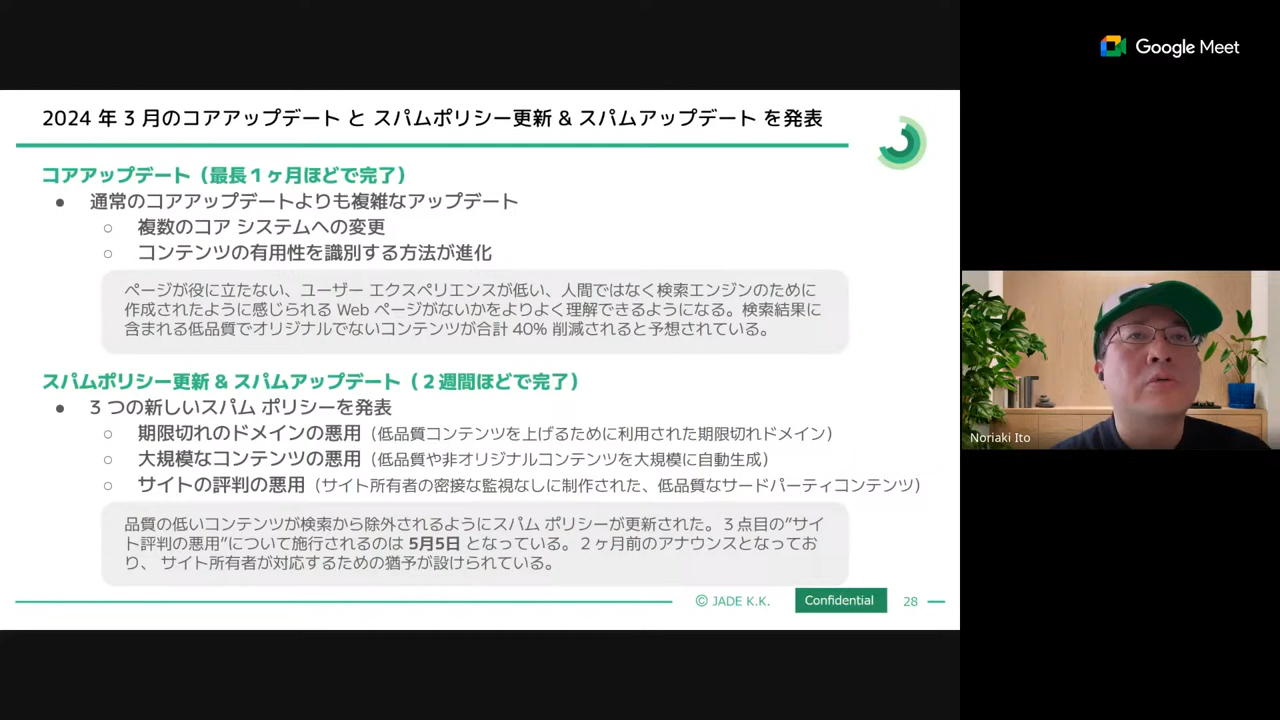 Google Meet
2024 年 3 月のコアアップデート と スパムポリシー更新 & スパムアップデート を発表
コアアップデート（最長１ヶ月ほどで完了）
● 通常のコアアップデートよりも複雑なアップデート
○ 複数のコア システムへの変更
○ コンテンツの有用性を識別する方法が進化
ページが役に立たない、ユーザー エクスペリエンスが低い、人間ではなく検索エンジンのために
作成されたように感じられる Web ページがないかをよりよく理解できるようになる。検索結果に
含まれる低品質でオリジナルでないコンテンツが合計 40% 削減されると予想されている。
スパムポリシー更新 & スパムアップデート（２週間ほどで完了）
● 3 つの新しいスパム ポリシーを発表
○ 期限切れのドメインの悪用（低品質コンテンツを上げるために利用された期限切れドメイン）
○ 大規模なコンテンツの悪用（低品質や非オリジナルコンテンツを大規模に自動生成）
○ サイトの評判の悪用（サイト所有者の密接な監視なしに制作された、低品質なサードパーティコンテンツ）
品質の低いコンテンツが検索から除外されるようにスパム ポリシーが更新された。３点目の”サイ
ト評判の悪用”について施行されるのは 5月5日 となっている。２ヶ月前のアナウンスとなってお
り、 サイト所有者が対応するための猶予が設けられている。
© JADE K.K.
Confidential
28
Noriaki Ito